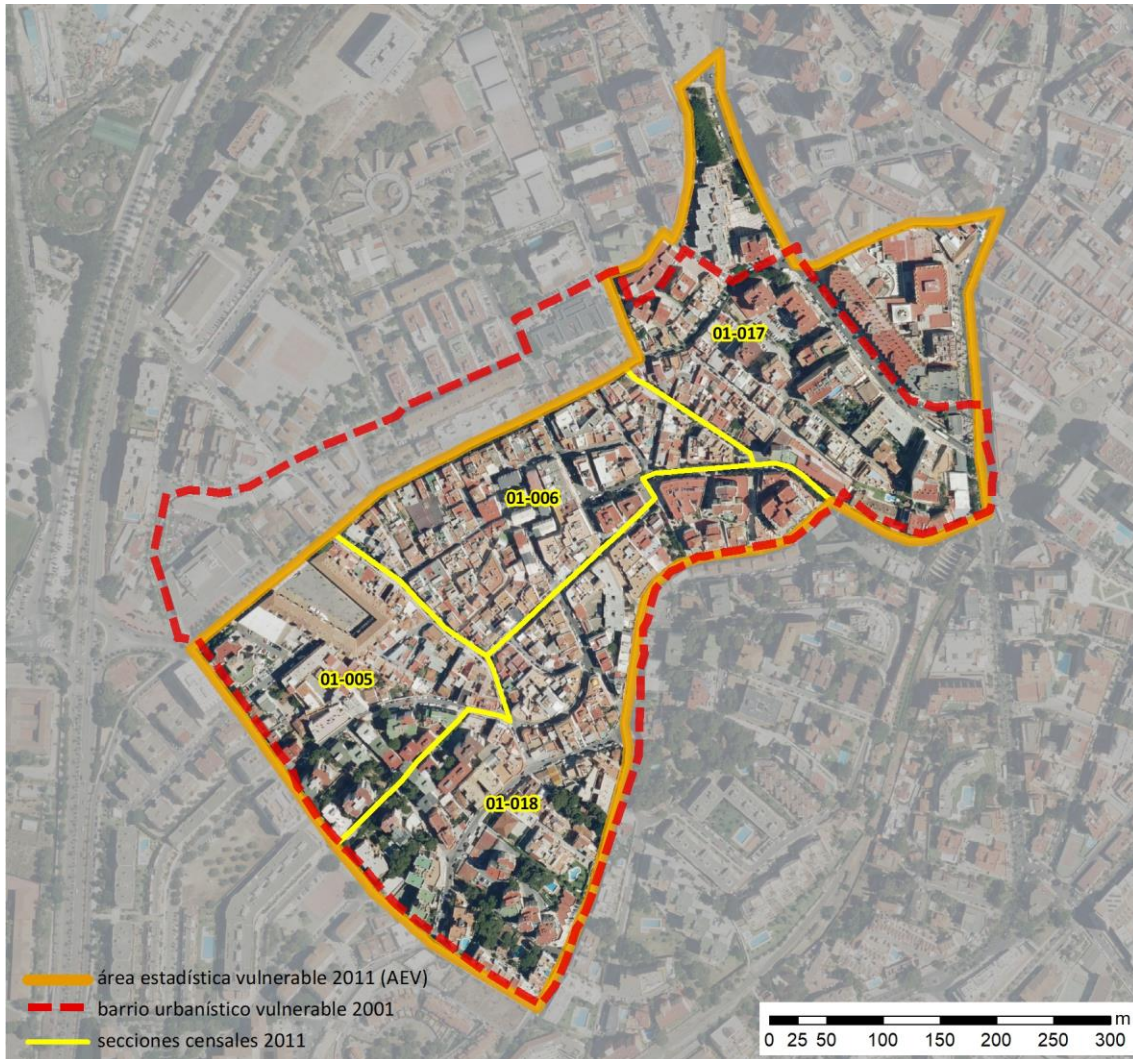 01-017
01-006
01-005
01-018
área estadística vulnerable 2011 (AEV)
barrio urbanístico vulnerable 2001
secciones censales 2011
m
0 25 50 100 150 200 250 300